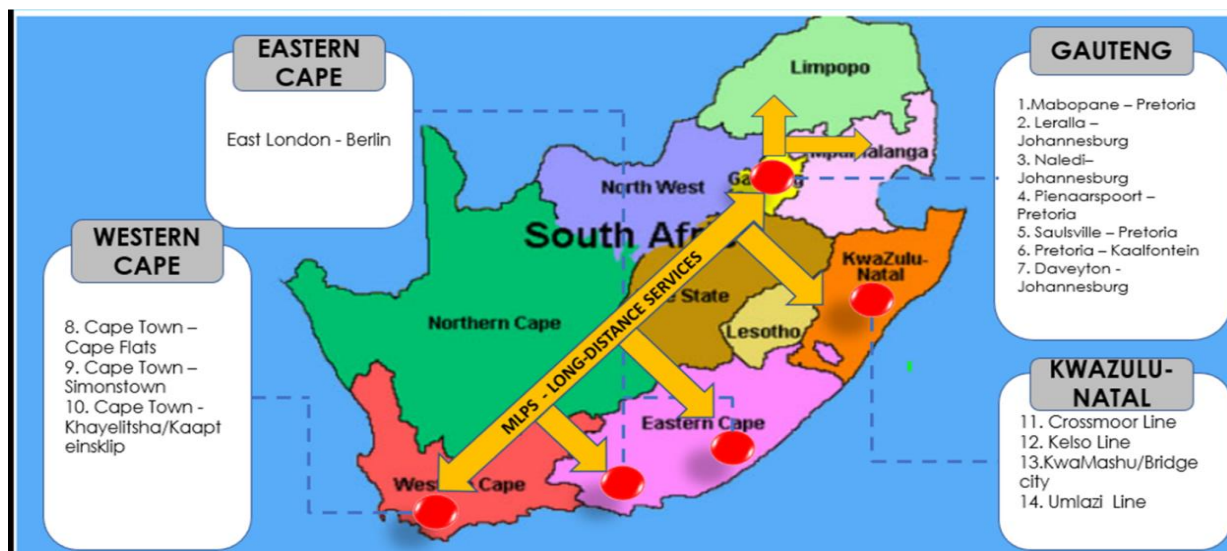 EASTERN
CAPE
East London - Berlin
WESTERN
CAPE
8. Cape Town –
Cape Flats
9. Cape Town –
Simonstown
10. Cape Town -
Khayelitsha/Kaapt
einsklip
Limpopo
North West
South Afri
Northern Cape
Lesotho
KwaZulu-
Natal
Eastern Cape
MLPS - LONG-DISTANCE SERVICES
GAUTENG
1.Mabopane – Pretoria
2. Leralla –
Johannesburg
3. Naledi–
Johannesburg
4. Pienaarspoort –
Pretoria
5. Saulsville – Pretoria
6. Pretoria – Kaalfontein
7. Daveyton -
Johannesburg
KWAZULU-
NATAL
11. Crossmoor Line
12. Kelso Line
13.KwaMashu/Bridge
city
14. Umlazi Line